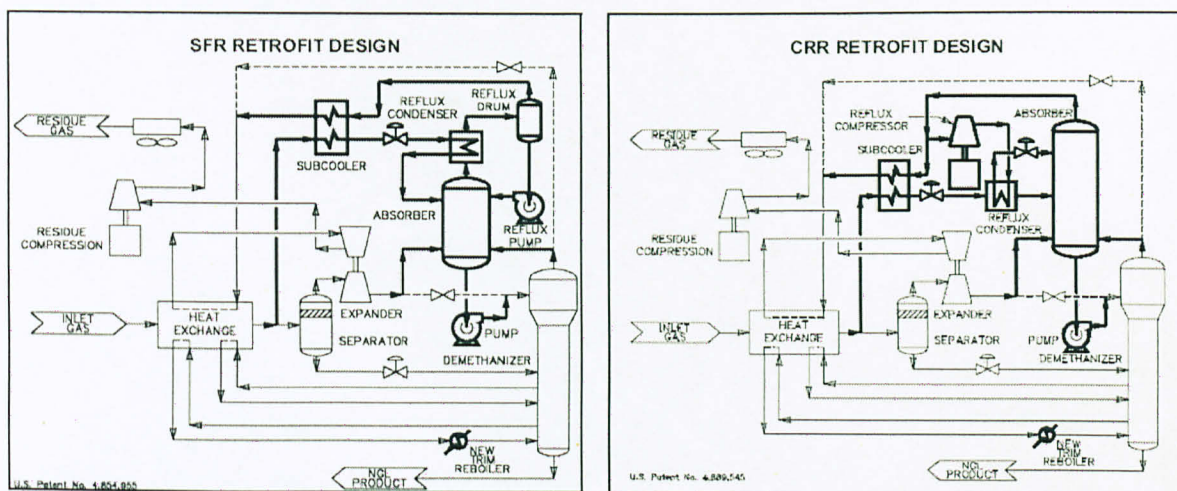 SFR RETROFIT DESIGN
REFLUX
DRUM
REFLUX
CONDENSER
RESIDUE
GAS
SUBCOOLER
ABSORBER
REFLUX
PUMP
RESIDUE
COMPRESSION
INLET
GAS
HEAT
EXCHANGE
EXPANDER
SEPARATOR
PUMP
DEMETHANIZER
NEW
TRIM
REBOILER
NGL
PRODUCT
U.S. Patent No. 4,854,955
CRR RETROFIT DESIGN
REFLUX
COMPRESSOR
ABSORBER
RESIDUE
GAS
SUBCOOLER
REFLUX
CONDENSER
RESIDUE
COMPRESSION
INLET
GAS
HEAT
EXCHANGE
EXPANDER
SEPARATOR
PUMP
DEMETHANIZER
NEW
TRIM
REBOILER
NGL
PRODUCT
U.S. Patent No. 4,889,545